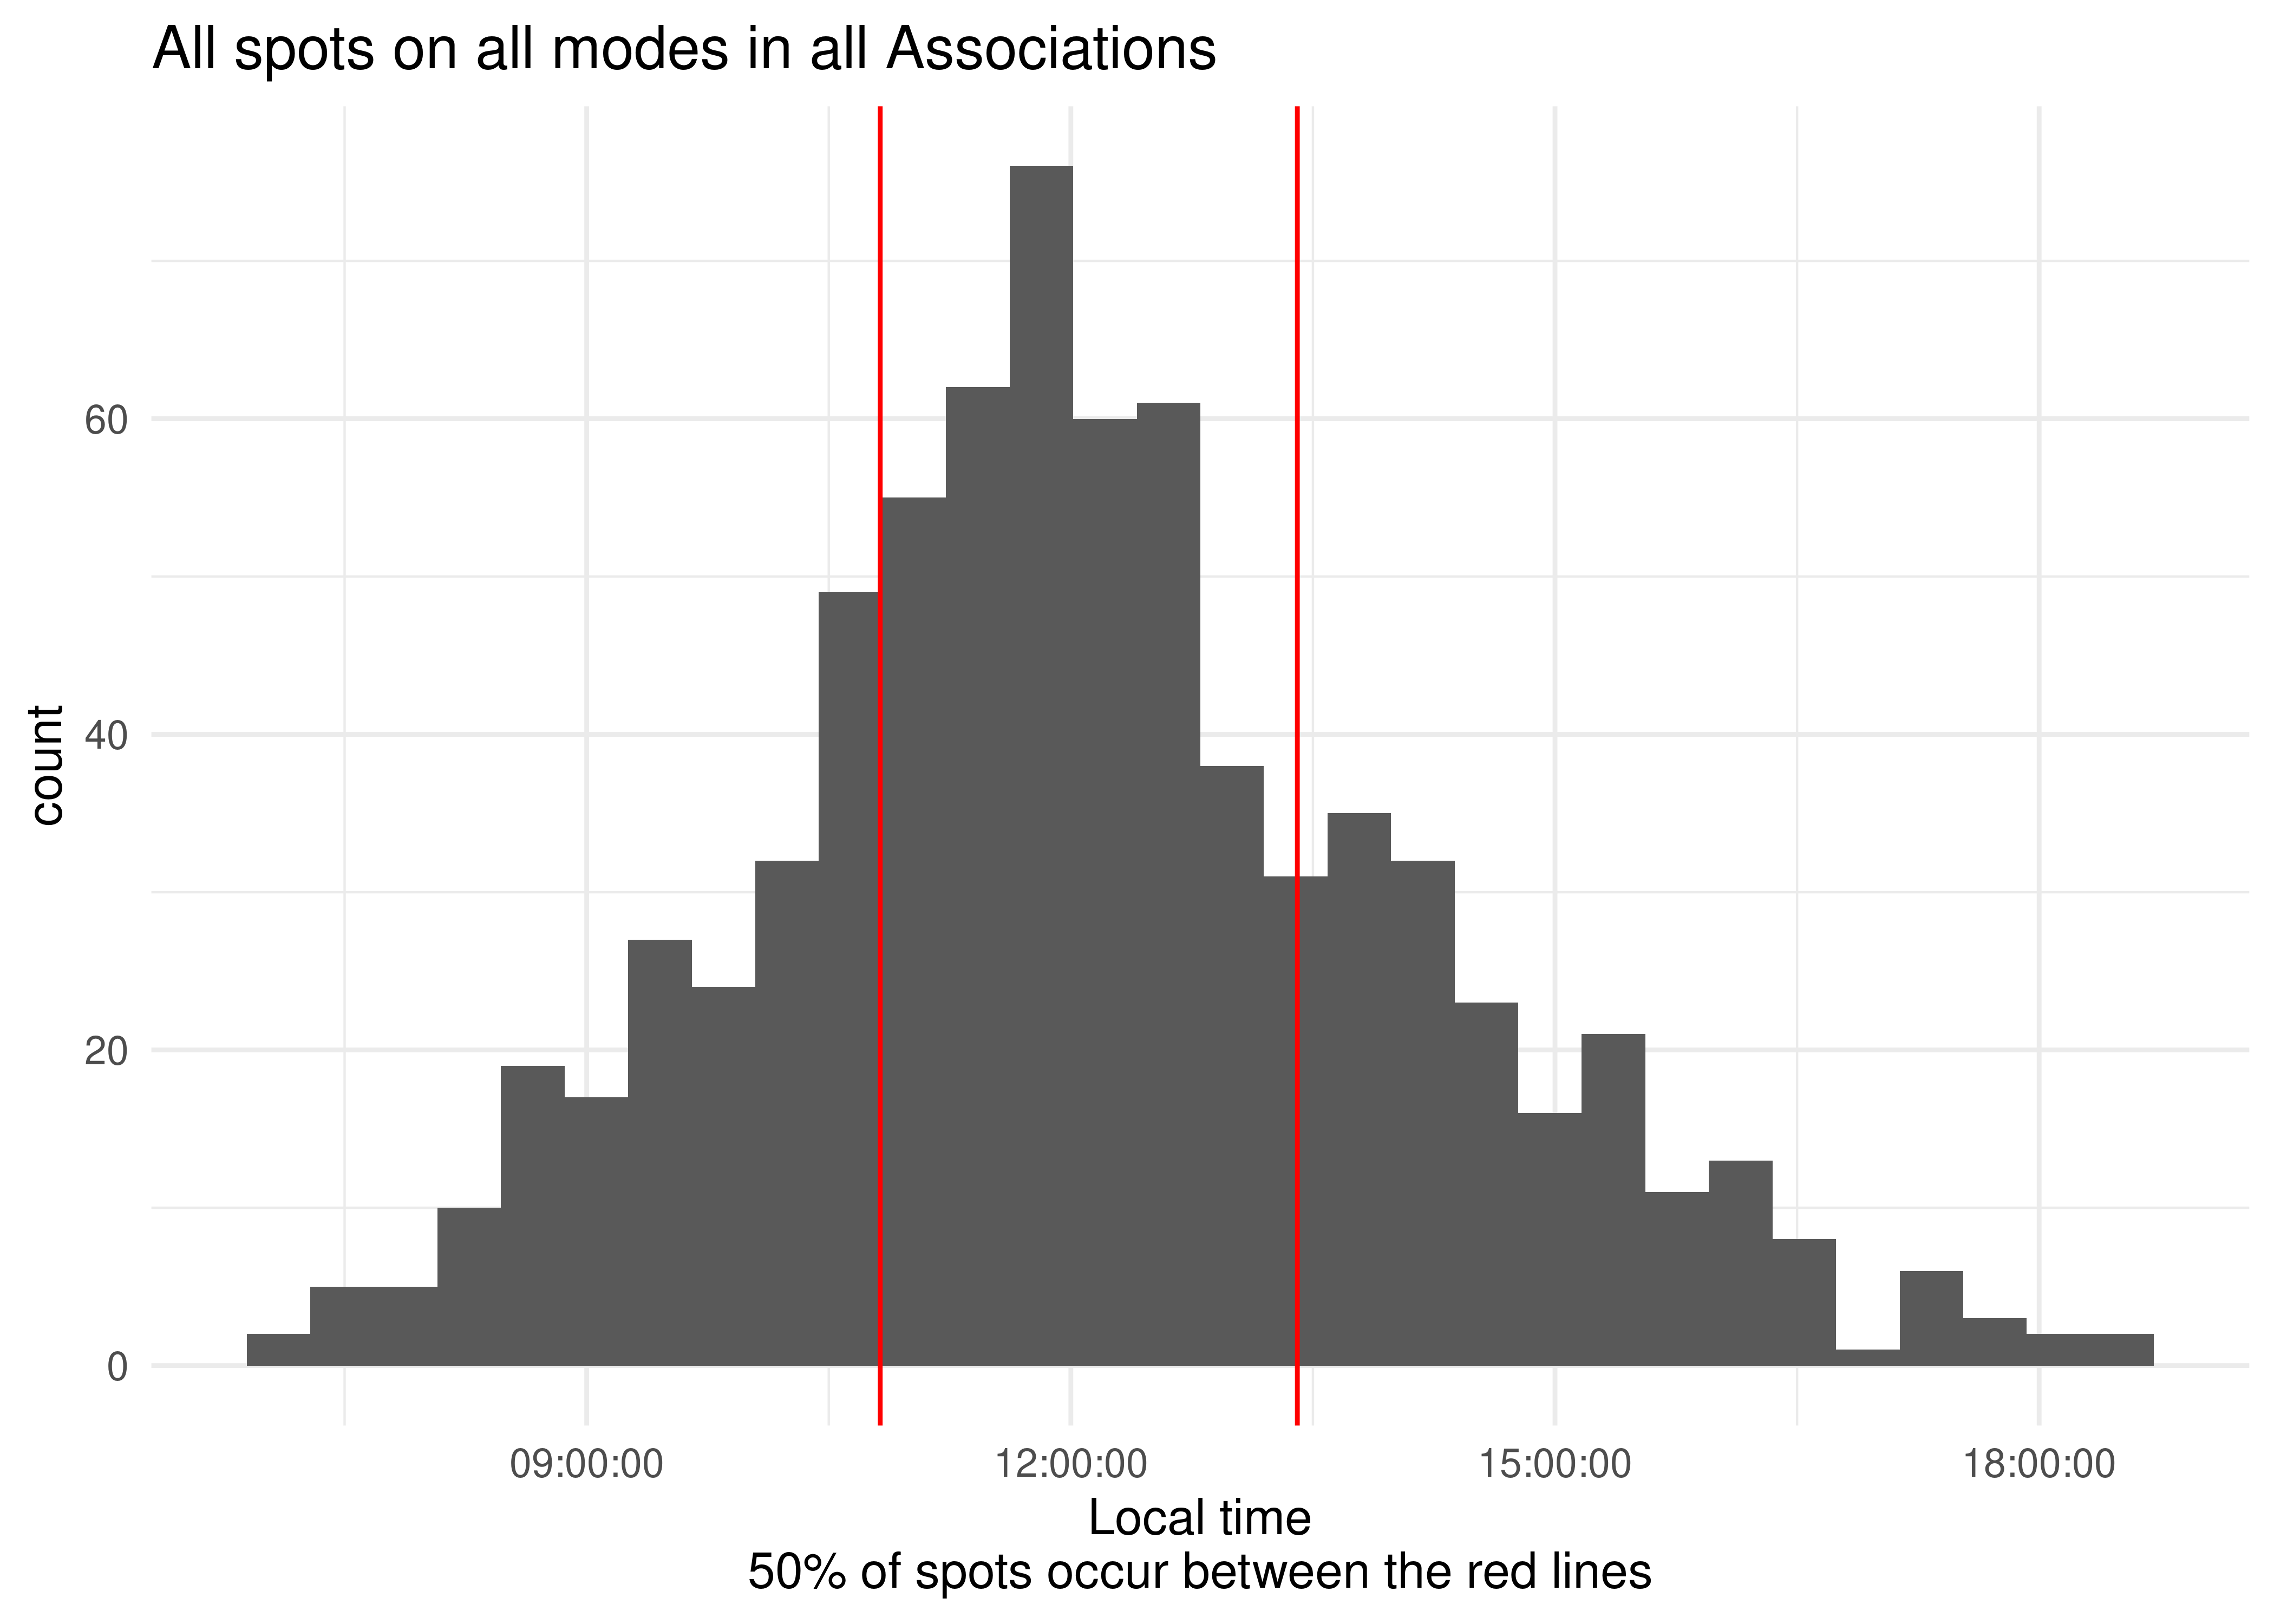 All spots on all modes in all Associations
count
60
40
20
0
09:00:00 12:00:00 15:00:00 18:00:00
Local time
50% of spots occur between the red lines